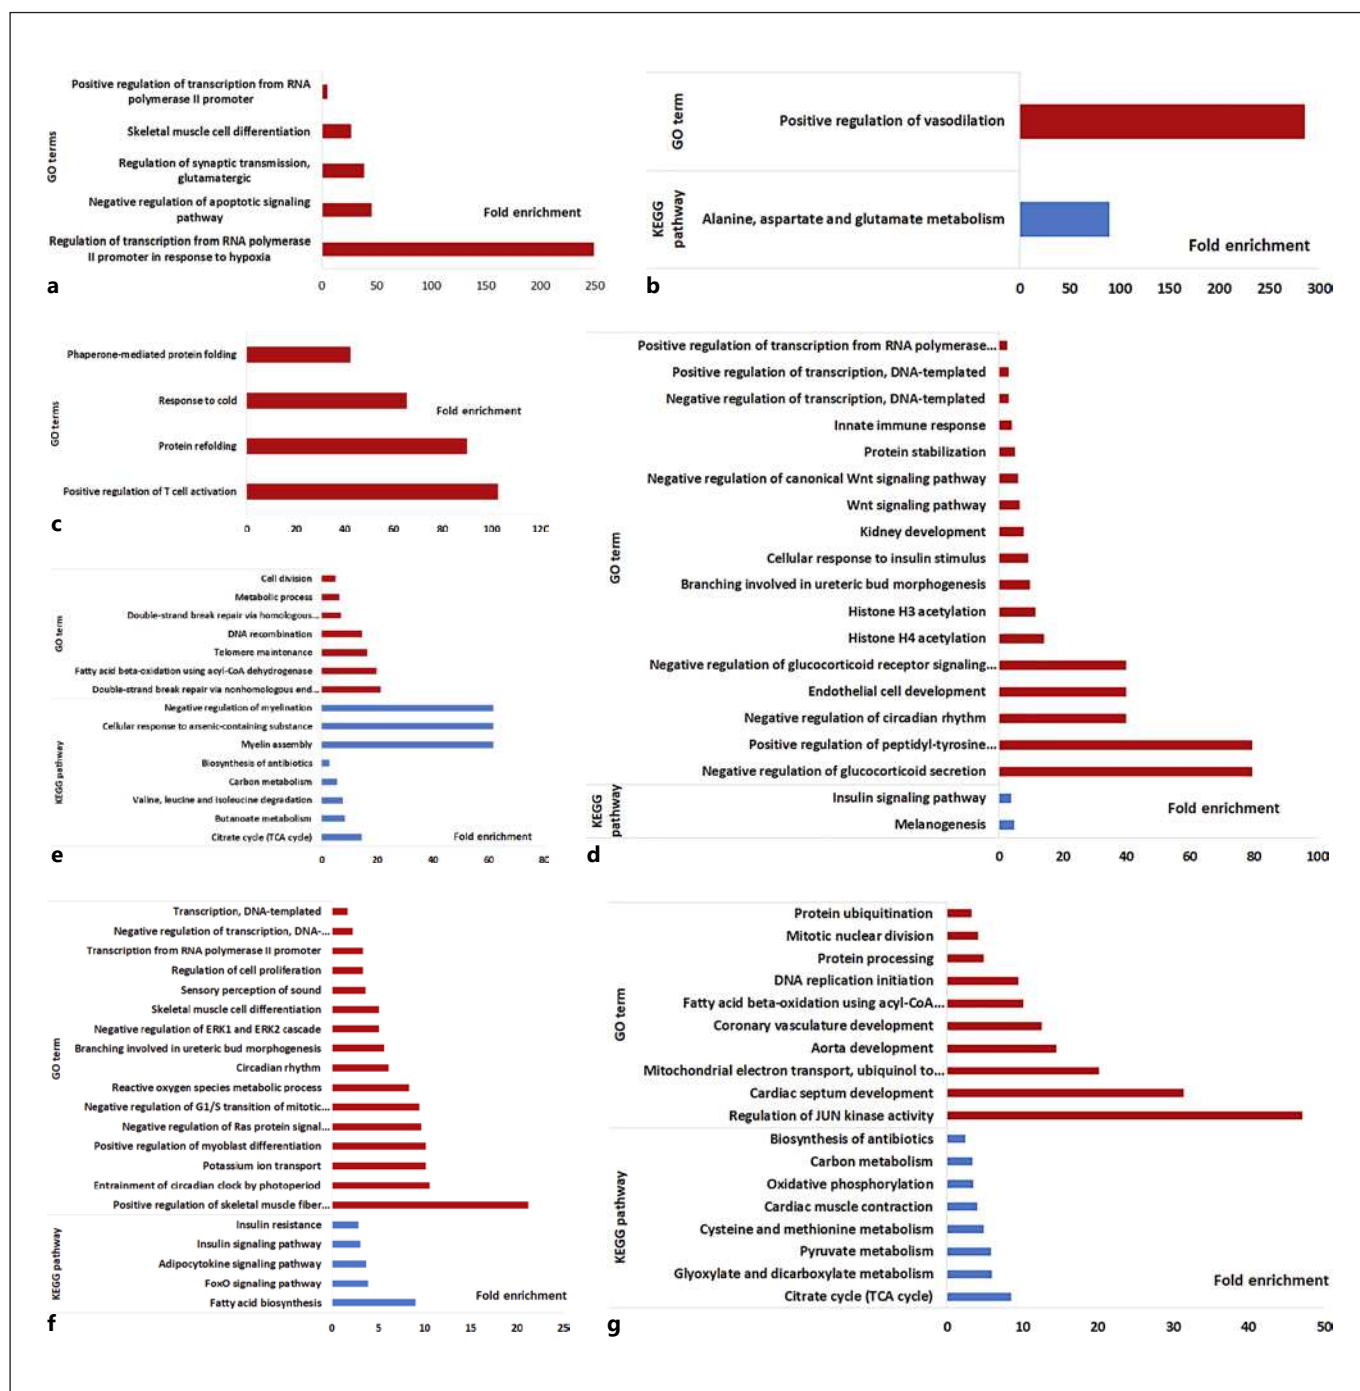 Positive regulation of transcription from RNA
polymerase II promoter
Skeletal muscle cell differentiation
Regulation of synaptic transmission,
glutamatergic
Negative regulation of apoptotic signaling
pathway
Regulation of transcription from RNA polymerase
II promoter in response to hypoxia
GO terms
Fold enrichment
0 50 100 150 200 250
a
GO term
Positive regulation of vasodilation
KEGG
pathway
Alanine, aspartate and glutamate metabolism
Fold enrichment
0 50 100 150 200 250 300
b
GO terms
Phaperone-mediated protein folding
Response to cold
Protein refolding
Positive regulation of T cell activation
Fold enrichment
0 20 40 60 80 100 120
c
GO term
Positive regulation of transcription from RNA polymerase...
Positive regulation of transcription, DNA-templated
Negative regulation of transcription, DNA-templated
Innate immune response
Protein stabilization
Negative regulation of canonical Wnt signaling pathway
Wnt signaling pathway
Kidney development
Cellular response to insulin stimulus
Branching involved in ureteric bud morphogenesis
Histone H3 acetylation
Histone H4 acetylation
Negative regulation of glucocorticoid receptor signaling...
Endothelial cell development
Negative regulation of circadian rhythm
Positive regulation of peptidyl-tyrosine...
Negative regulation of glucocorticoid secretion
KEGG
pathway
Insulin signaling pathway
Melanogenesis
Fold enrichment
0 20 40 60 80 100
d
GO term
Cell division
Metabolic process
Double-strand break repair via homologous...
DNA recombination
Telomere maintenance
Fatty acid beta-oxidation using acyl-CoA dehydrogenase
Double-strand break repair via nonhomologous end...
KEGG pathway
Negative regulation of myelination
Cellular response to arsenic-containing substance
Myelin assembly
Biosynthesis of antibiotics
Carbon metabolism
Valine, leucine and isoleucine degradation
Butanoate metabolism
Citrate cycle (TCA cycle)
Fold enrichment
0 20 40 60 80
e
GO term
Transcription, DNA-templated
Negative regulation of transcription, DNA-...
Transcription from RNA polymerase II promoter
Regulation of cell proliferation
Sensory perception of sound
Skeletal muscle cell differentiation
Negative regulation of ERK1 and ERK2 cascade
Branching involved in ureteric bud morphogenesis
Circadian rhythm
Reactive oxygen species metabolic process
Negative regulation of G1/S transition of mitotic...
Negative regulation of Ras protein signal...
Positive regulation of myoblast differentiation
Potassium ion transport
Entrainment of circadian clock by photoperiod
Positive regulation of skeletal muscle fiber...
KEGG pathway
Insulin resistance
Insulin signaling pathway
Adipocytokine signaling pathway
FoxO signaling pathway
Fatty acid biosynthesis
Fold enrichment
0 5 10 15 20 25
f
GO term
Protein ubiquitination
Mitotic nuclear division
Protein processing
DNA replication initiation
Fatty acid beta-oxidation using acyl-CoA...
Coronary vasculature development
Aorta development
Mitochondrial electron transport, ubiquinol to...
Cardiac septum development
Regulation of JUN kinase activity
KEGG pathway
Biosynthesis of antibiotics
Carbon metabolism
Oxidative phosphorylation
Cardiac muscle contraction
Cysteine and methionine metabolism
Pyruvate metabolism
Glyoxylate and dicarboxylate metabolism
Citrate cycle (TCA cycle)
Fold enrichment
0 10 20 30 40 50
g